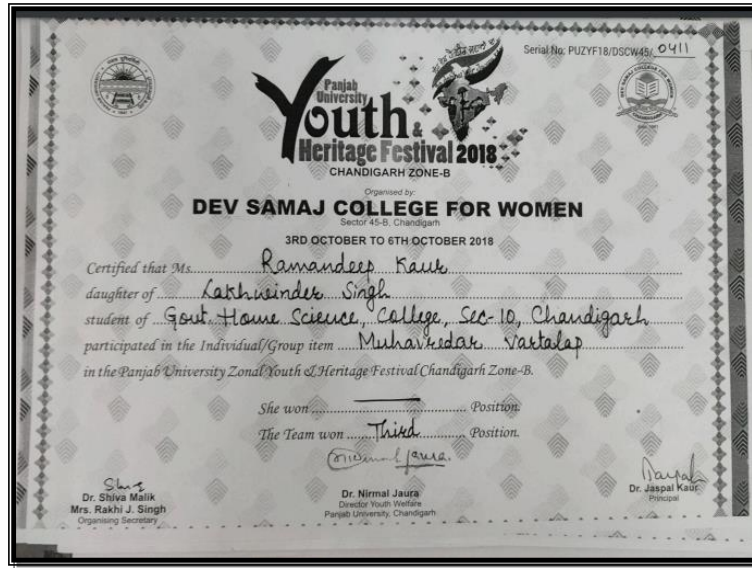 Serial No: PUZYF18/DSCW45/ 0411
Panjab
University
Youth &
Heritage Festival 2018
CHANDIGARH ZONE-B
Organised by:
DEV SAMAJ COLLEGE FOR WOMEN
Sector 45-B, Chandigarh
3RD OCTOBER TO 6TH OCTOBER 2018
Certified that Ms. Ramandeep Kaur
daughter of Lakhwinder Singh
student of Govt. Home Science, College, Sec-10, Chandigarh
participated in the Individual/Group item Muhavredar Vartalap
in the Panjab University Zonal Youth & Heritage Festival Chandigarh Zone-B.
She won ——— Position.
The Team won Third Position.
Nirmal Jaura.
Dr. Shiva Malik
Mrs. Rakhi J. Singh
Organising Secretary
Dr. Nirmal Jaura
Director Youth Welfare
Panjab University, Chandigarh
Jaspal
Dr. Jaspal Kaur
Principal